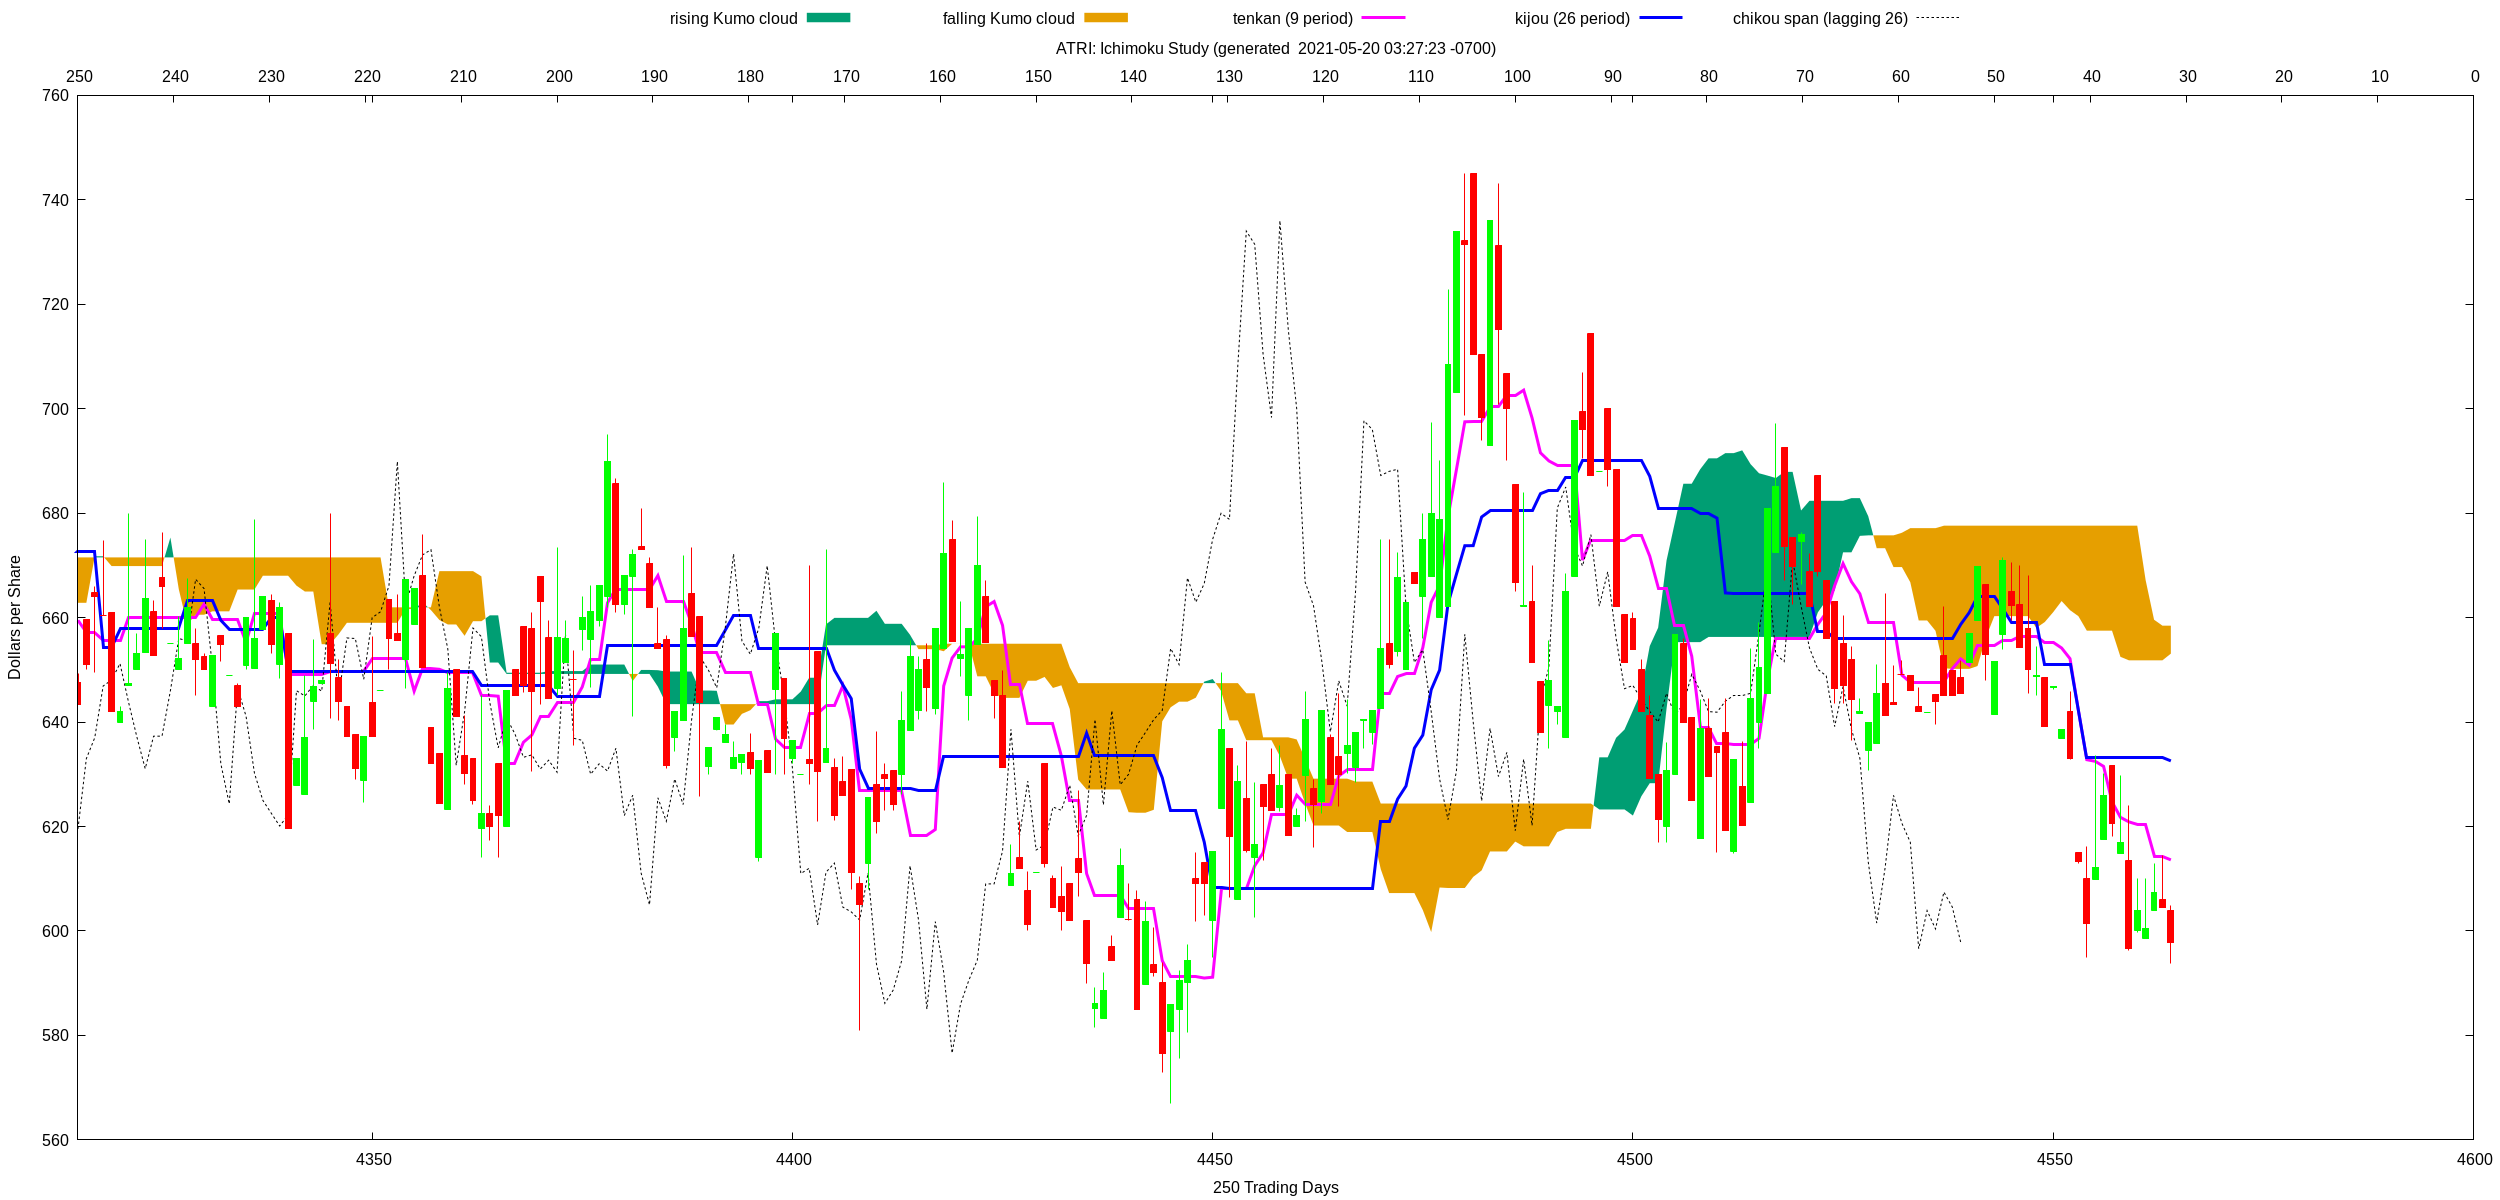 rising Kumo cloud falling Kumo cloud tenkan (9 period) kijou (26 period) chikou span (lagging 26)
ATRI: Ichimoku Study (generated  2021-05-20 03:27:23 -0700)
250 240 230 220 210 200 190 180 170 160 150 140 130 120 110 100 90 80 70 60 50 40 30 20 10 0
760
740
720
700
680
660
640
620
600
580
560
Dollars per Share
4350 4400 4450 4500 4550 4600
250 Trading Days